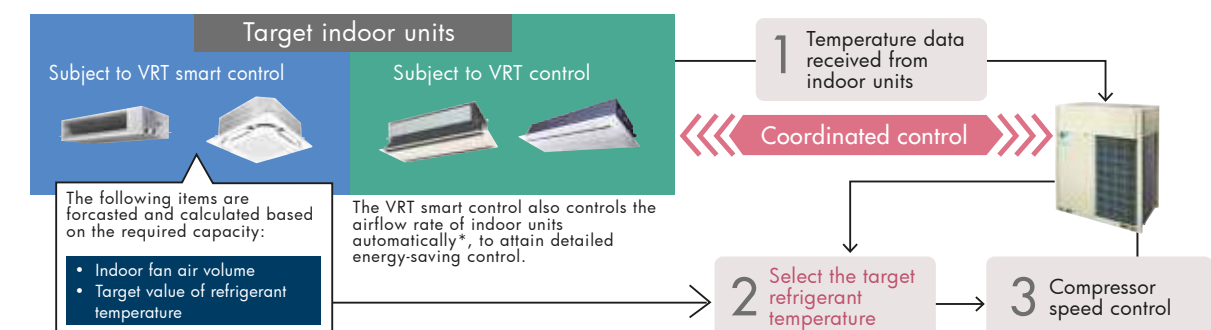 Target indoor units
Subject to VRT smart control
Subject to VRT control
The following items are
forcasted and calculated based
on the required capacity:
• Indoor fan air volume
• Target value of refrigerant
temperature
The VRT smart control also controls the
airflow rate of indoor units
automatically*, to attain detailed
energy-saving control.
1 Temperature data
received from
indoor units
Coordinated control
2 Select the target
refrigerant
temperature
3 Compressor
speed control